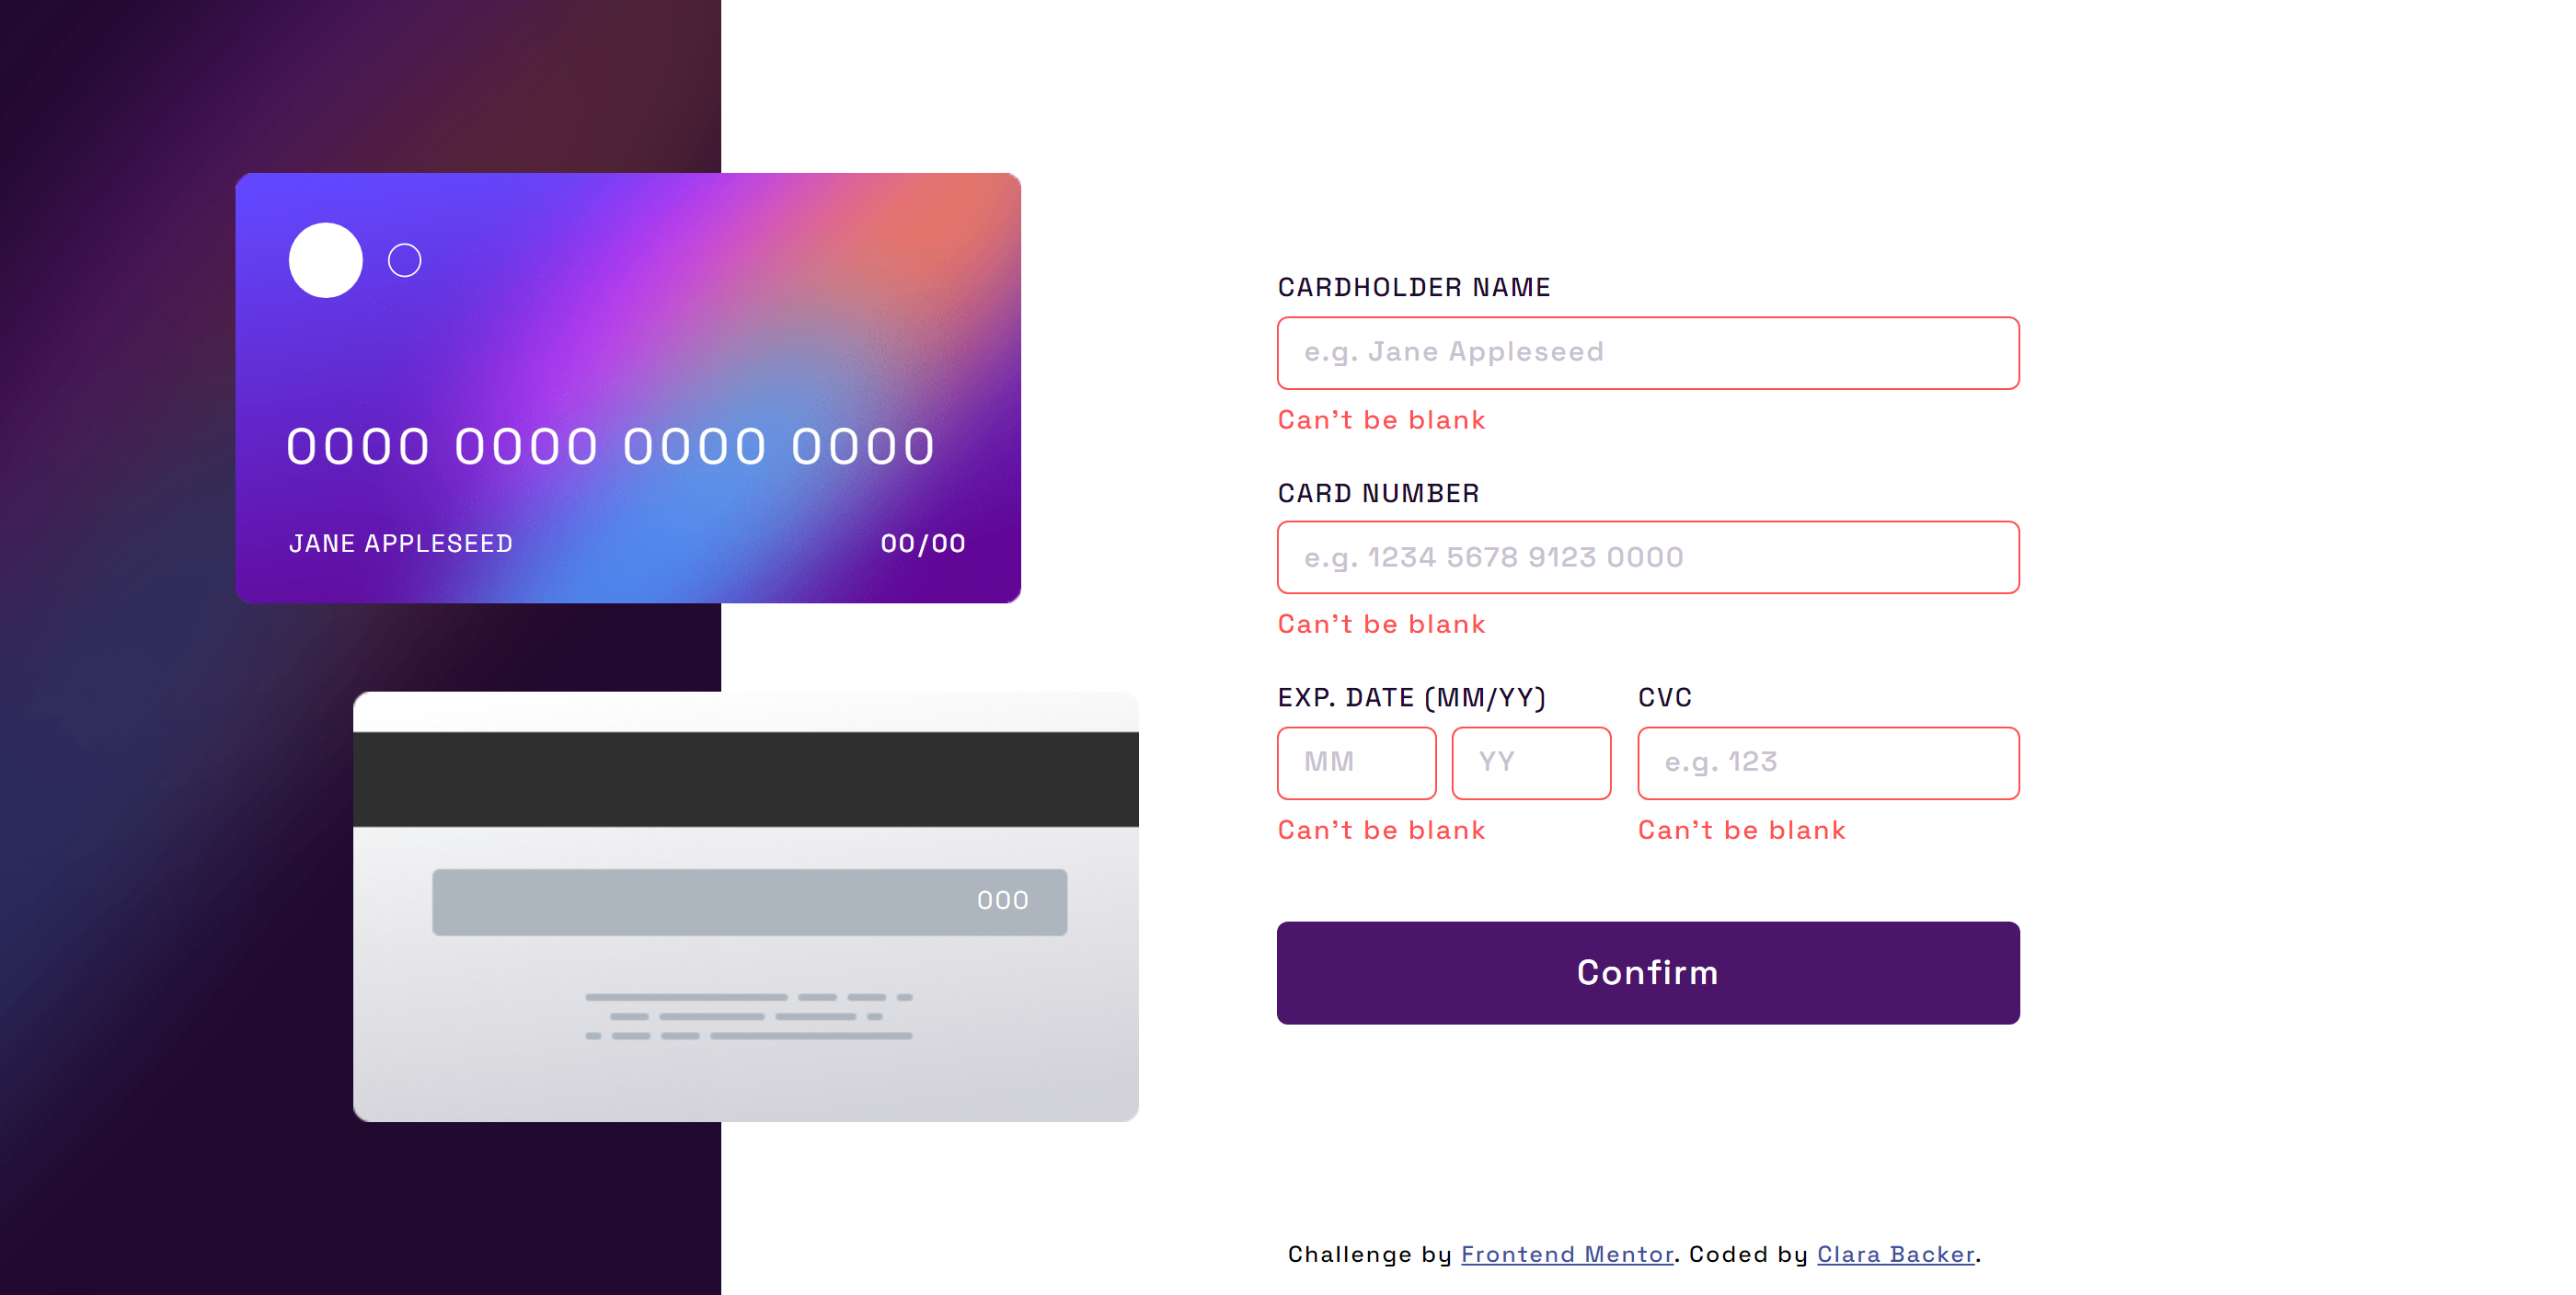 0000 0000 0000 0000
JANE APPLESEED 00/00
000
CARDHOLDER NAME
e.g. Jane Appleseed
Can't be blank
CARD NUMBER
e.g. 1234 5678 9123 0000
Can't be blank
EXP. DATE (MM/YY) CVC
MM YY e.g. 123
Can't be blank Can't be blank
Confirm
Challenge by Frontend Mentor. Coded by Clara Backer.